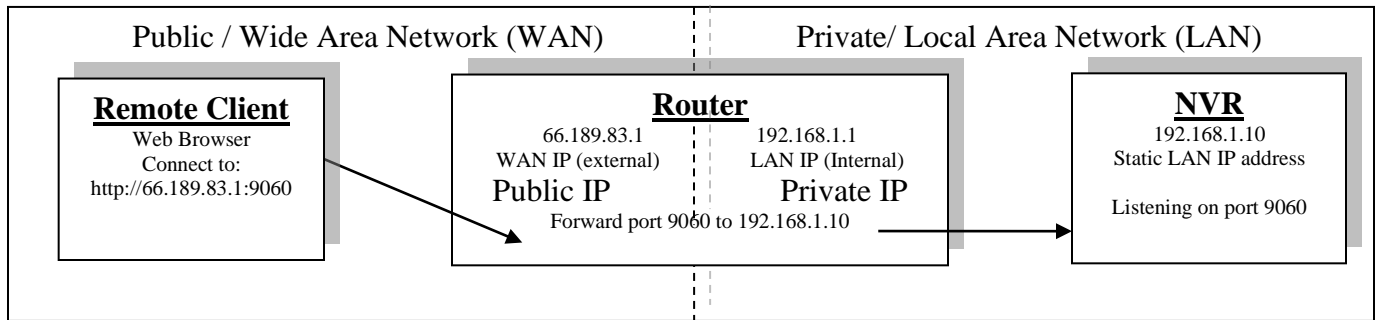 Public / Wide Area Network (WAN)
Private/ Local Area Network (LAN)
Remote Client
Web Browser
Connect to:
http://66.189.83.1:9060
Router
66.189.83.1
WAN IP (external)
Public IP
192.168.1.1
LAN IP (Internal)
Private IP
Forward port 9060 to 192.168.1.10
NVR
192.168.1.10
Static LAN IP address
Listening on port 9060